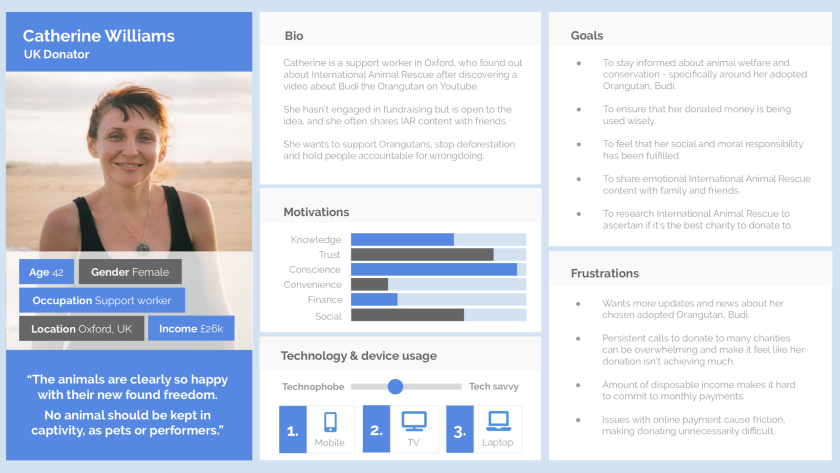 Catherine Williams
UK Donator
Age 42
Gender Female
Occupation Support worker
Location Oxford, UK
Income £26k
“The animals are clearly so happy
with their new found freedom.
No animal should be kept in
captivity, as pets or performers.”
Bio
Catherine is a support worker in Oxford, who found out
about International Animal Rescue after discovering a
video about Budi the Orangutan on Youtube.
She hasn't engaged in fundraising but is open to the
idea, and she often shares IAR content with friends.
She wants to support Orangutans, stop deforestation
and hold people accountable for wrongdoing.
Motivations
Knowledge
Trust
Conscience
Convenience
Finance
Social
Technology & device usage
Technophobe
Tech savvy
1.
Mobile
2.
TV
3.
Laptop
Goals
• To stay informed about animal welfare and
conservation - specifically around her adopted
Orangutan, Budi.
• To ensure that her donated money is being
used wisely.
• To feel that her social and moral responsibility
has been fulfilled.
• To share emotional International Animal Rescue
content with family and friends.
• To research International Animal Rescue to
ascertain if it's the best charity to donate to.
Frustrations
• Wants more updates and news about her
chosen adopted Orangutan, Budi.
• Persistent calls to donate to many charities
can be overwhelming and make it feel like her
donation isn't achieving much.
• Amount of disposable income makes it hard
to commit to monthly payments.
• Issues with online payment cause friction,
making donating unnecessarily difficult.